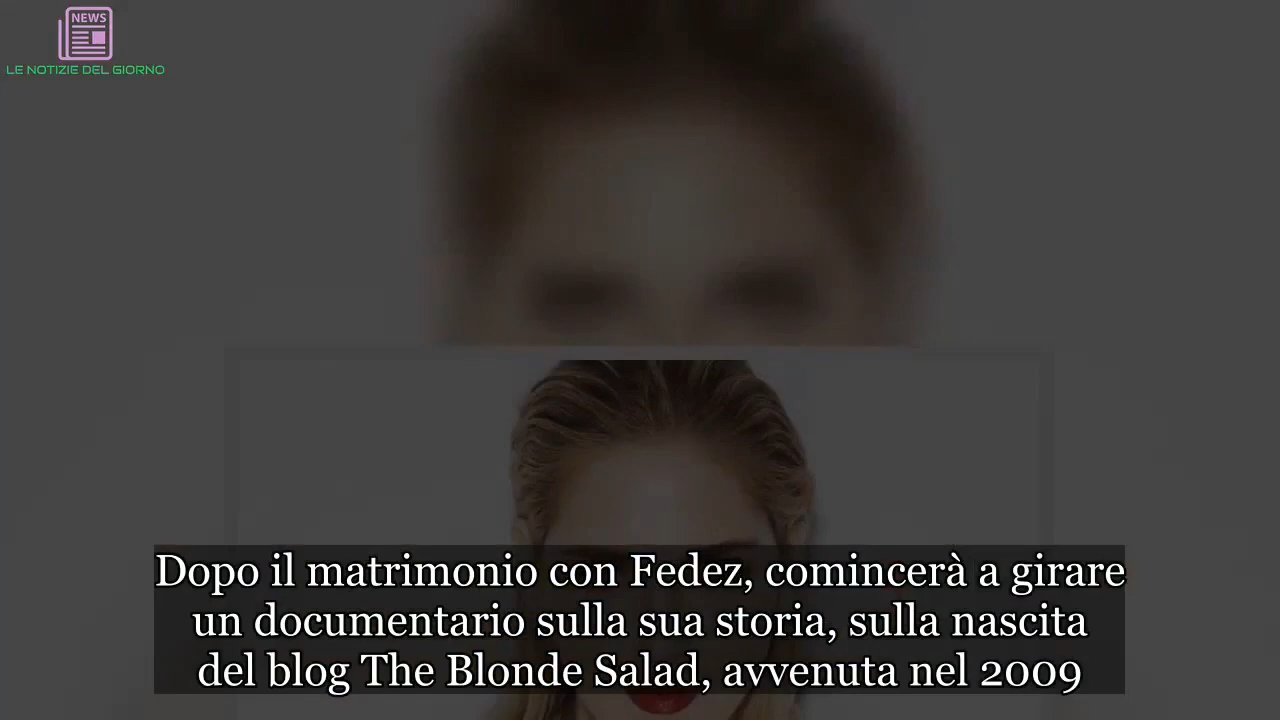 NEWS
LE NOTIZIE DEL GIORNO
Dopo il matrimonio con Fedez, comincerà a girare
un documentario sulla sua storia, sulla nascita
del blog The Blonde Salad, avvenuta nel 2009